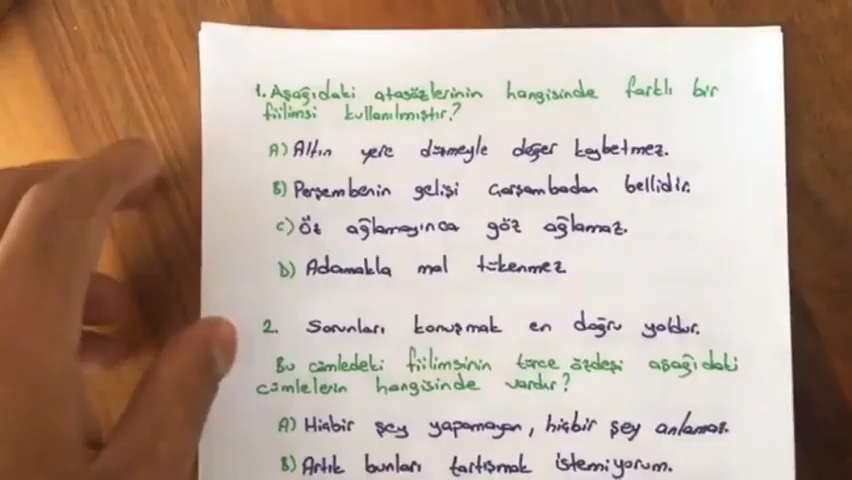 1. Aşağıdaki atasözlerinin hangisinde farklı bir
fiilimsi kullanılmıştır?
A) Altın yere düşmeyle değer kaybetmez.
B) Perşembenin gelişi çarşambadan bellidir.
C) Öz ağlamayınca göz ağlamaz.
D) Adamakla mal tükenmez
2. Sorunları konuşmak en doğru yoldur.
Bu cümledeki fiilimsinin türce özdeşi aşağıdaki
cümlelerin hangisinde vardır?
A) Hiçbir şey yapamayan, hiçbir şey anlamaz.
B) Artık bunları tartışmak istemiyorum.